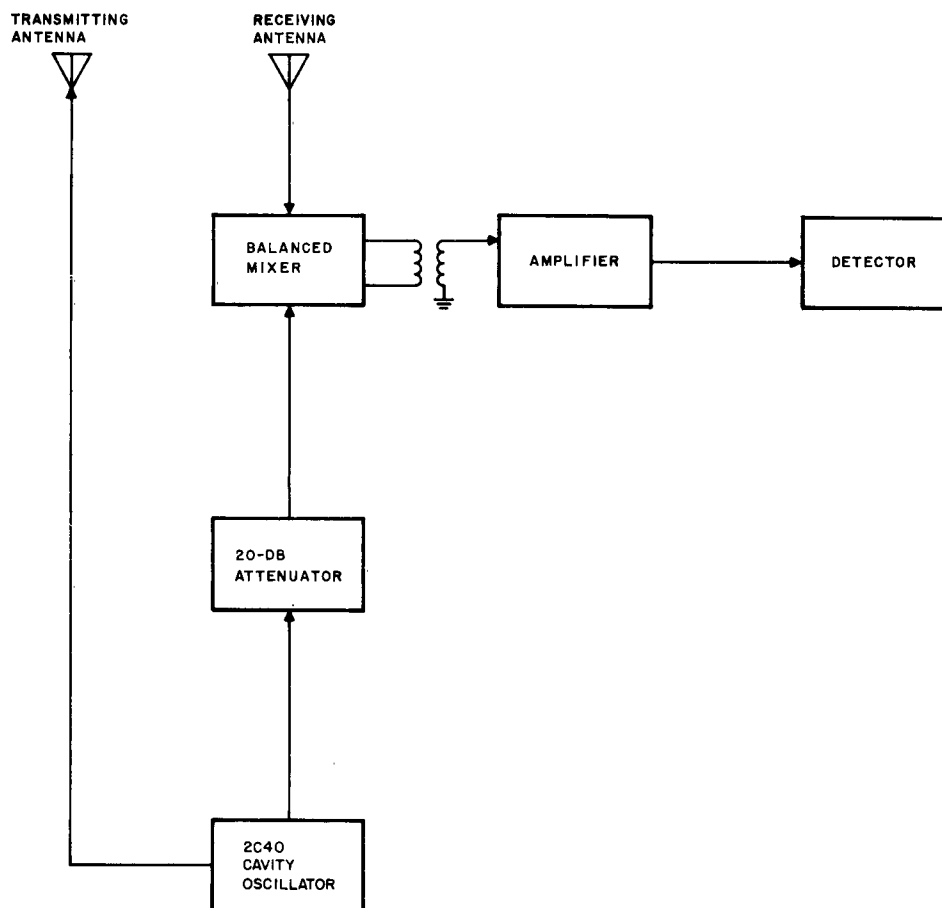 TRANSMITTING
ANTENNA
RECEIVING
ANTENNA
BALANCED
MIXER
AMPLIFIER
DETECTOR
20-DB
ATTENUATOR
2C40
CAVITY
OSCILLATOR